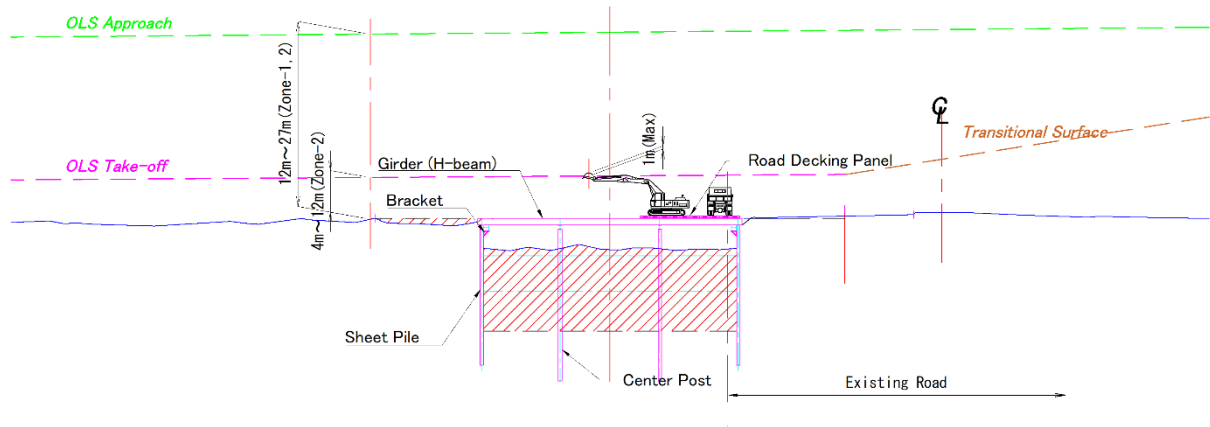 OLS Approach
12m～27m(Zone-1,2)
4m～12m(Zone-2)
OLS Take-off
Girder (H-beam)
Bracket
1m(Max)
Road Decking Panel
CL
Transitional Surface
Sheet Pile
Center Post
Existing Road